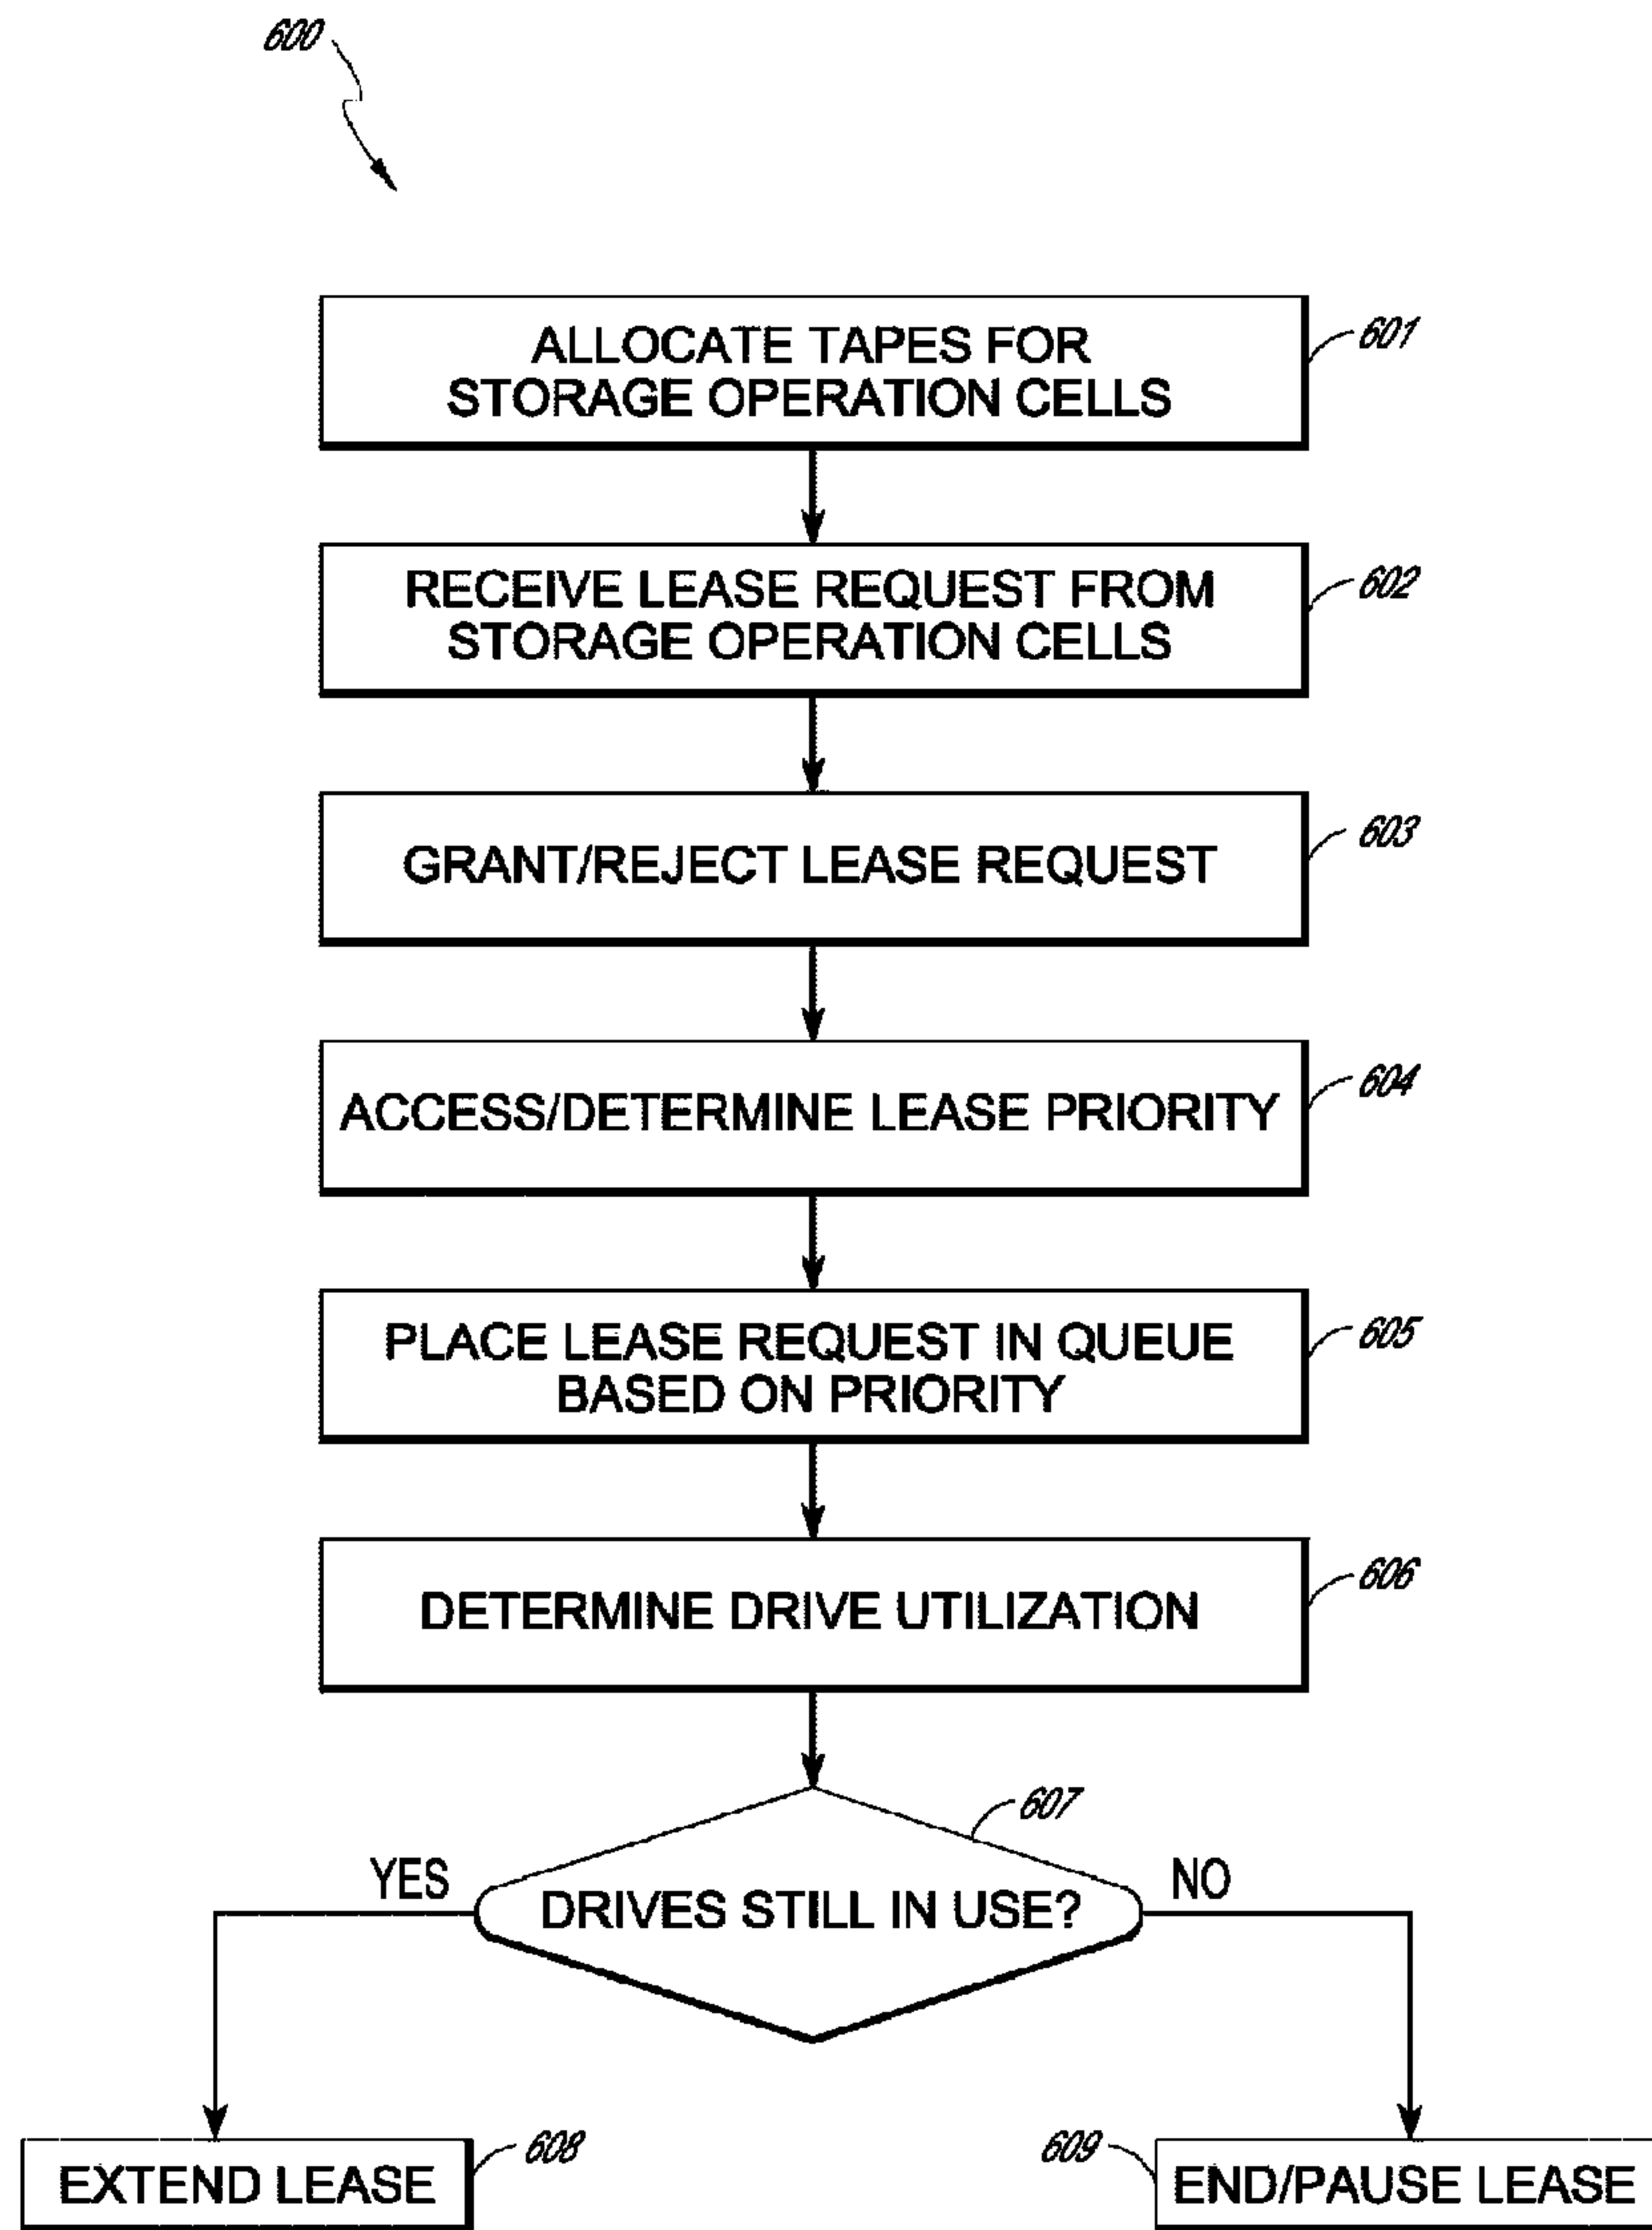 600
ALLOCATE TAPES FOR
STORAGE OPERATION CELLS
601
RECEIVE LEASE REQUEST FROM
STORAGE OPERATION CELLS
602
GRANT/REJECT LEASE REQUEST
603
ACCESS/DETERMINE LEASE PRIORITY
604
PLACE LEASE REQUEST IN QUEUE
BASED ON PRIORITY
605
DETERMINE DRIVE UTILIZATION
606
607
YES
DRIVES STILL IN USE?
NO
EXTEND LEASE
608
609
END/PAUSE LEASE